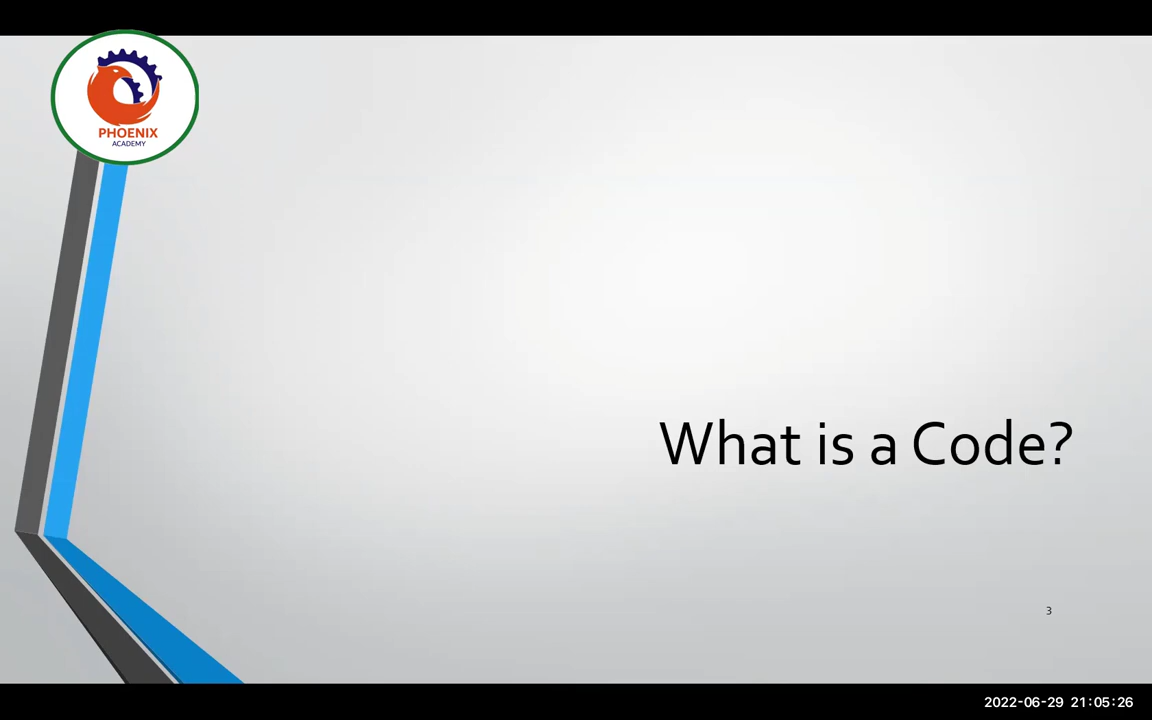 PHOENIX
ACADEMY
What is a Code?
3
2022-06-29 21:05:26